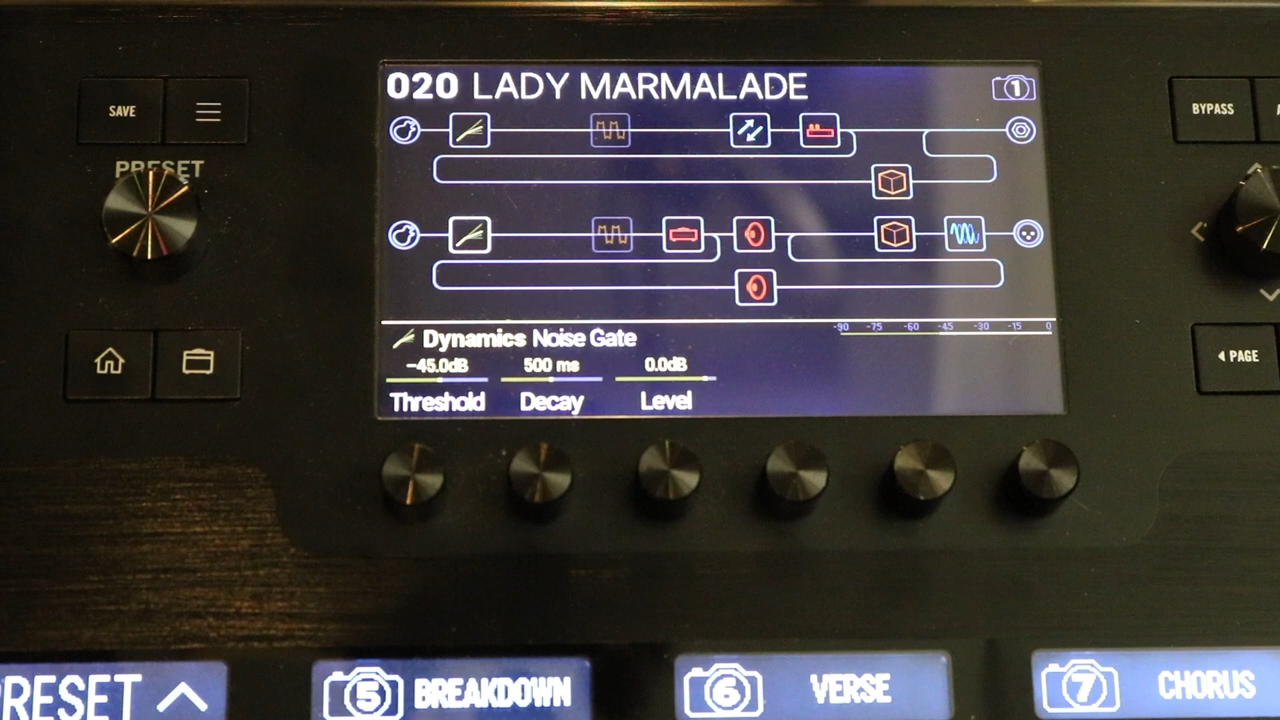 020 LADY MARMALADE
1
SAVE
BYPASS
PRESET
-90 -75 -60 -45 -30 -15 0
Dynamics Noise Gate
-45.0dB 500 ms 0.0dB
Threshold Decay Level
PAGE
RESET
5 BREAKDOWN
6 VERSE
7 CHORUS